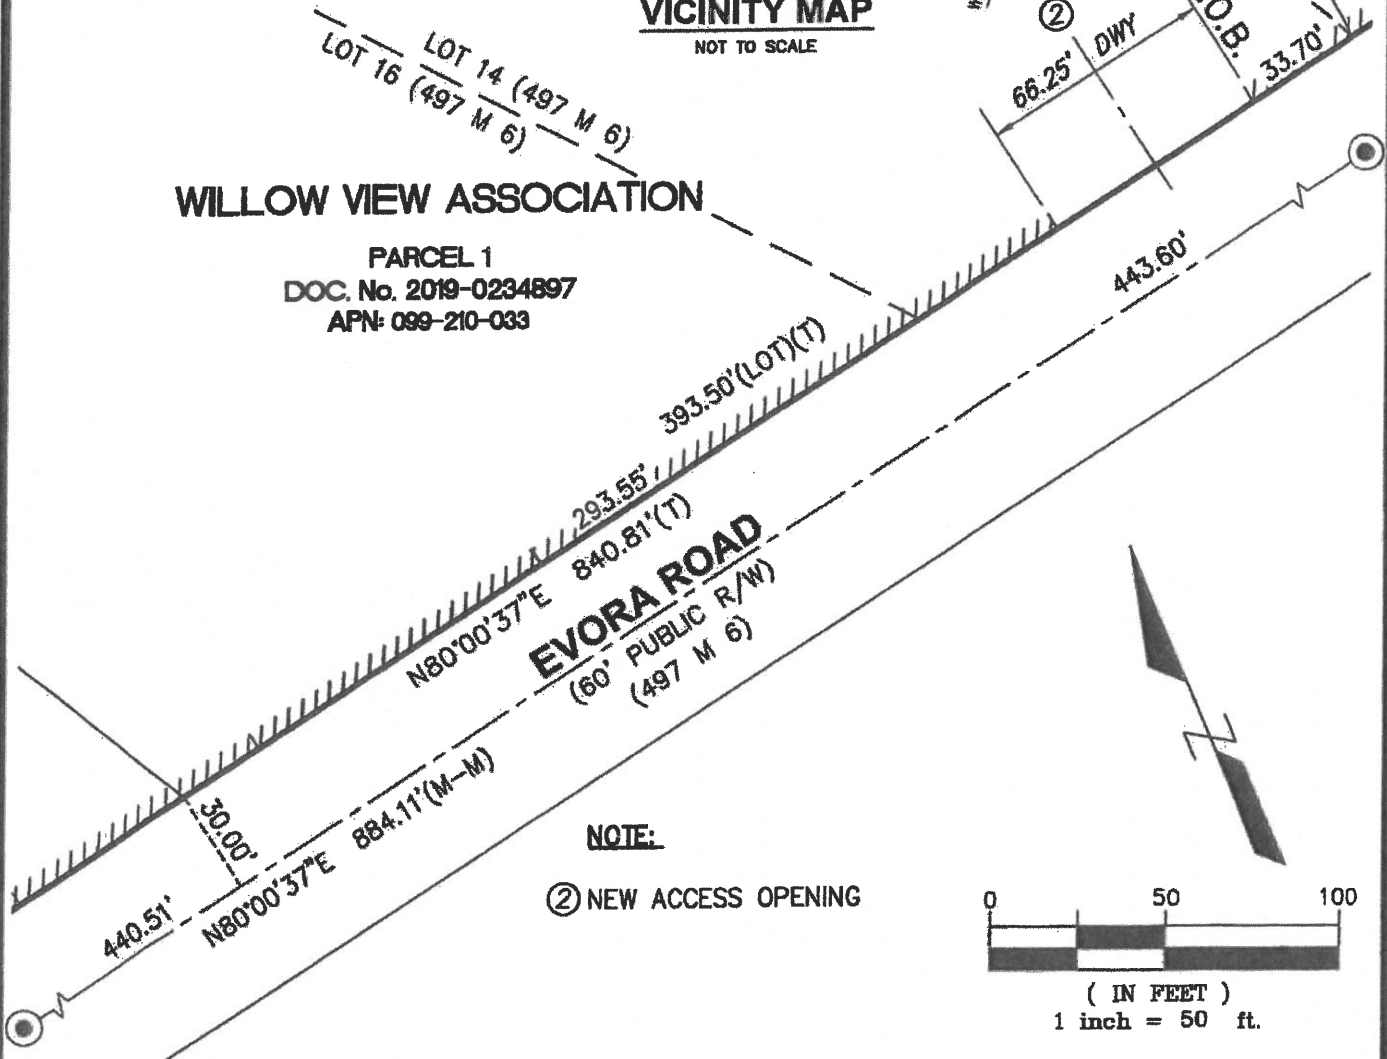 VICINITY MAP
NOT TO SCALE
2
66.25' DWY
O.B.
33.70'
LOT 14 (497 M 6)
LOT 16 (497 M 6)
WILLOW VIEW ASSOCIATION
PARCEL 1
DOC. No. 2019-0234897
APN: 099-210-033
443.60'
393.50'(LOT)(T)
293.55'
N80°00'37"E 840.81'(T)
EVORA ROAD
(60' PUBLIC R/W)
(497 M 6)
30.00'
N80°00'37"E 884.11'(M-M)
440.51'
NOTE:
2 NEW ACCESS OPENING
Z
0 50 100
( IN FEET )
1 inch = 50 ft.